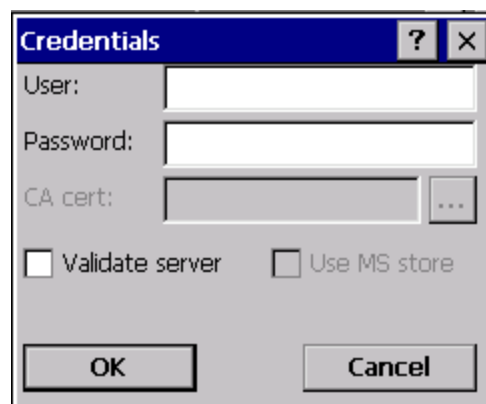 Credentials ? ×
User:
Password:
CA cert: ...
Validate server Use MS store
OK Cancel